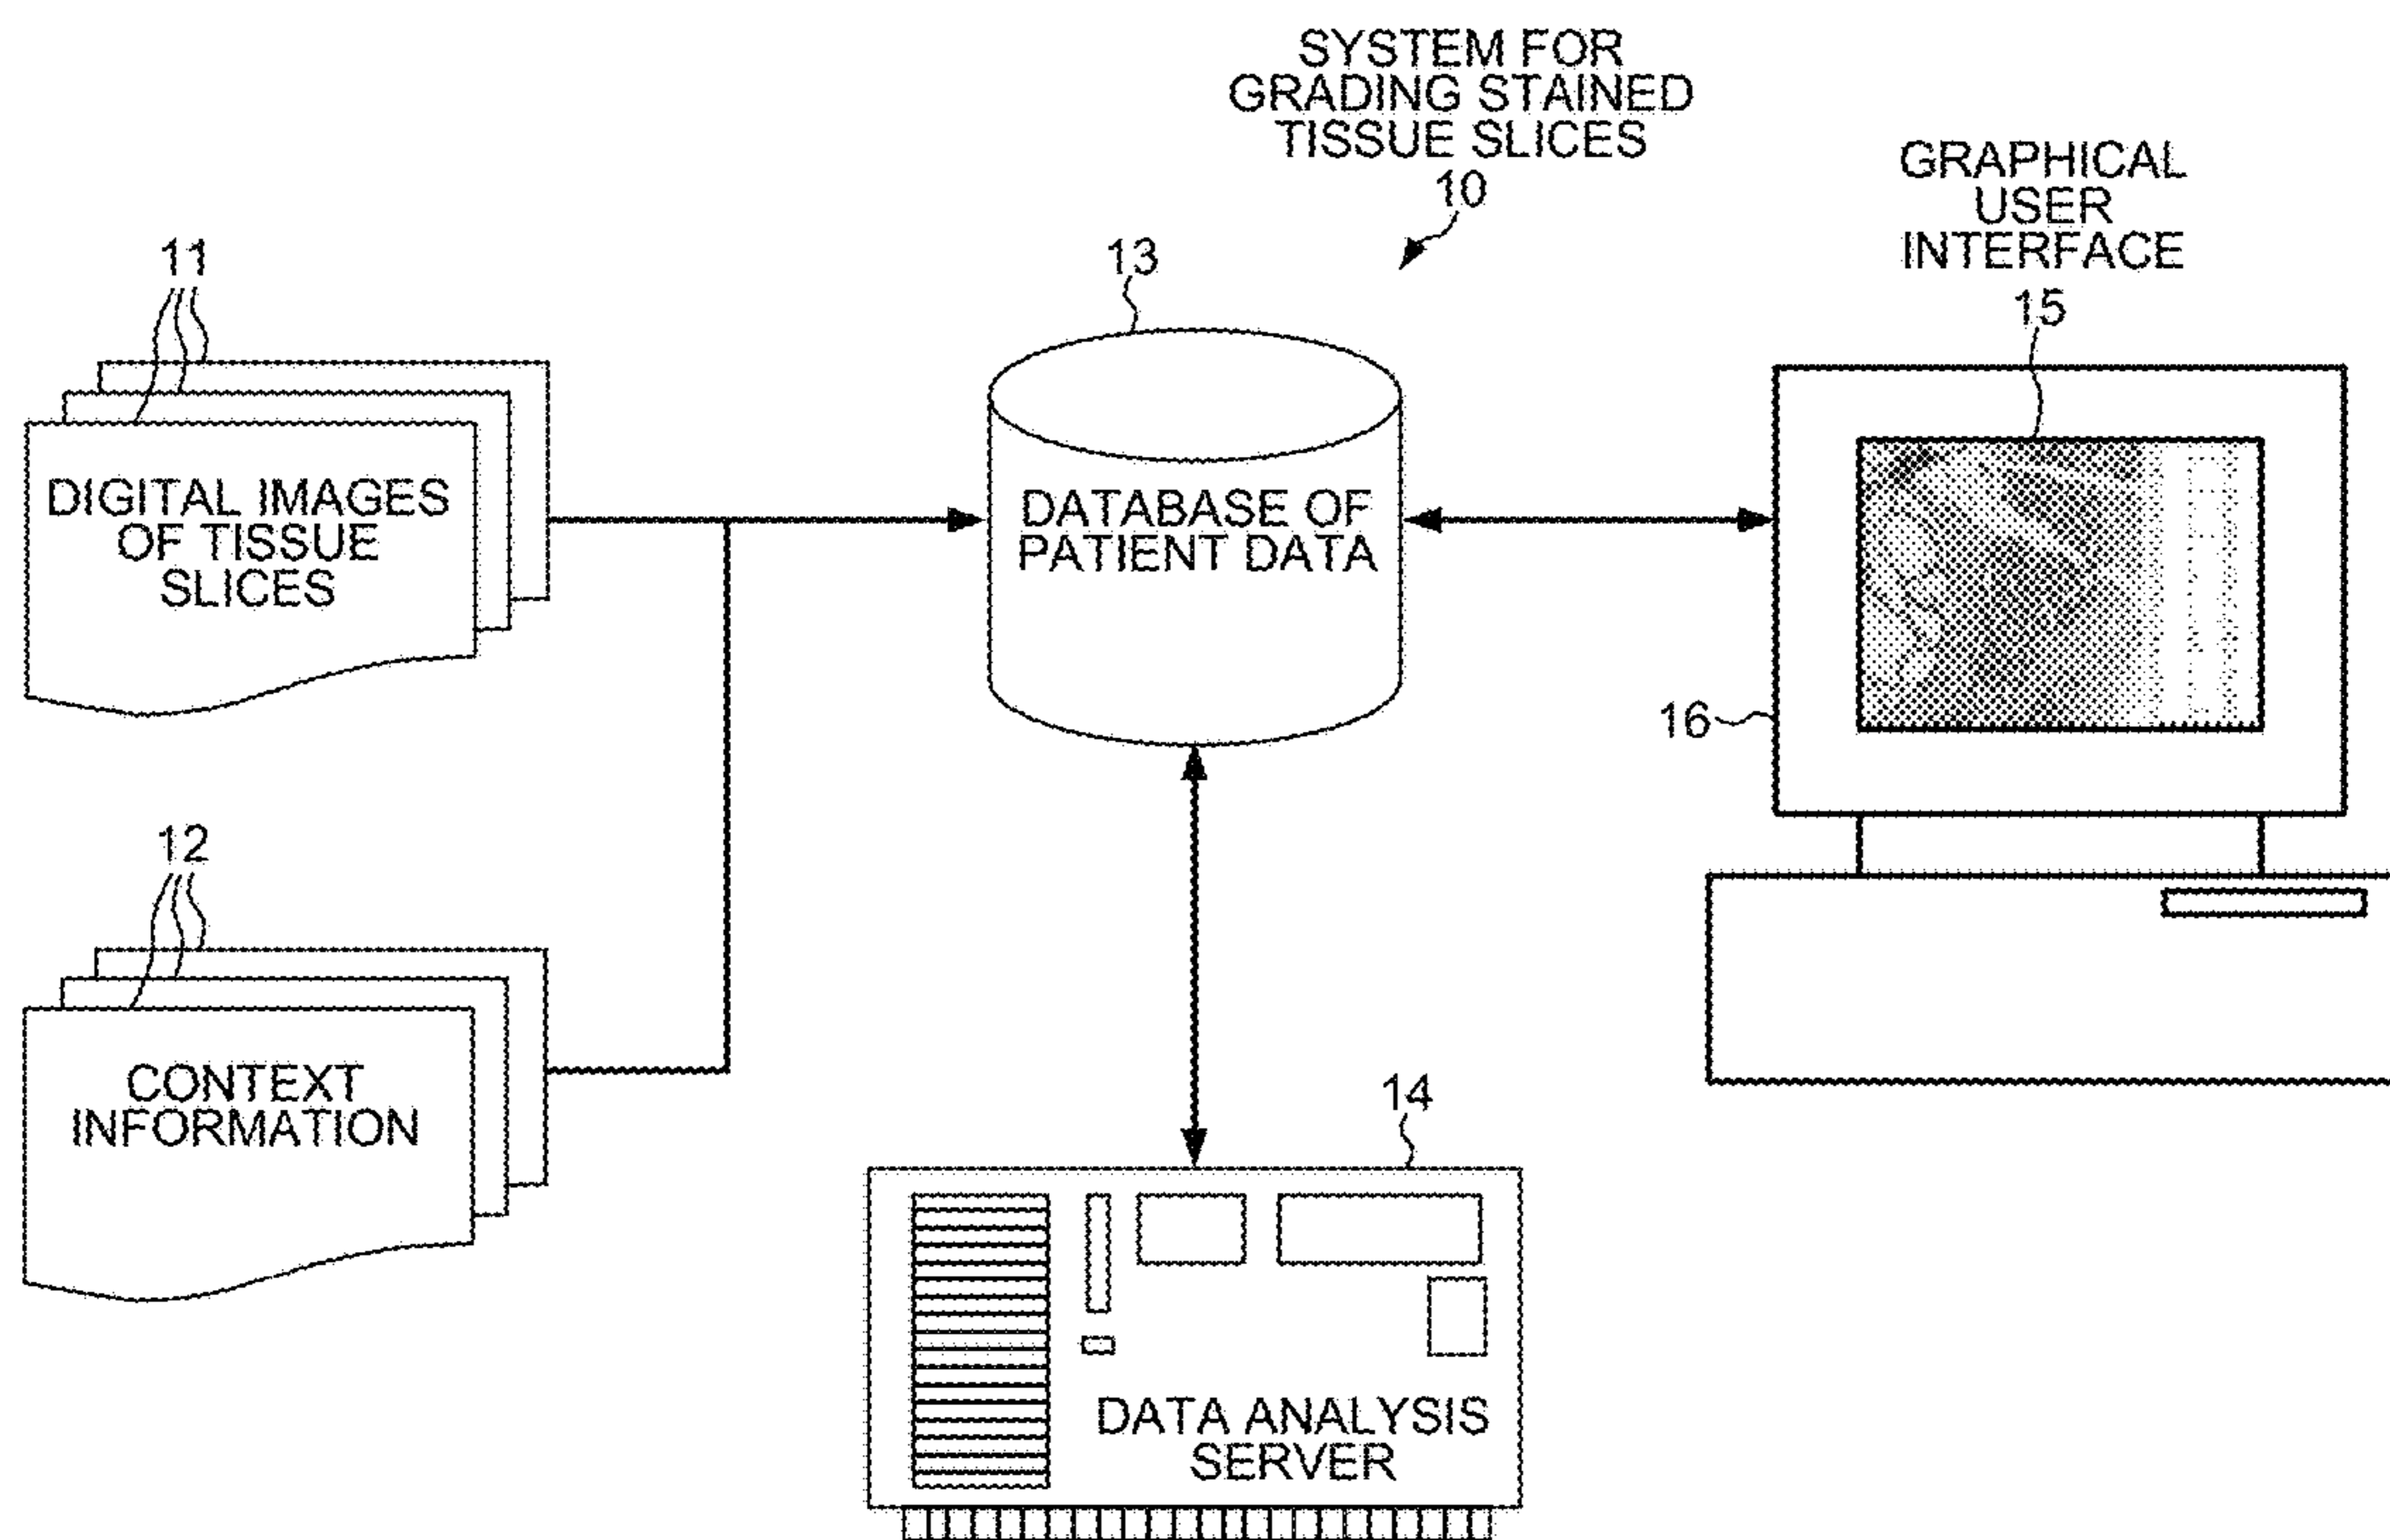 SYSTEM FOR
GRADING STAINED
TISSUE SLICES
10
GRAPHICAL
USER
INTERFACE
15
11
13
DIGITAL IMAGES
OF TISSUE
SLICES
DATABASE OF
PATIENT DATA
16
12
CONTEXT
INFORMATION
14
DATA ANALYSIS
SERVER